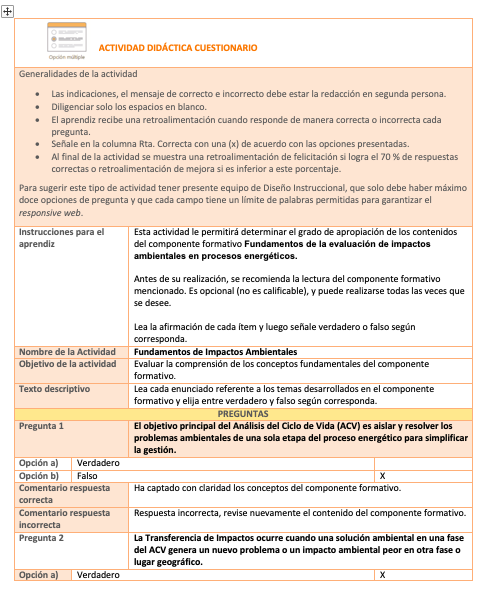 Opción múltiple
ACTIVIDAD DIDÁCTICA CUESTIONARIO
Generalidades de la actividad
• Las indicaciones, el mensaje de correcto e incorrecto debe estar la redacción en segunda persona.
• Diligenciar solo los espacios en blanco.
• El aprendiz recibe una retroalimentación cuando responde de manera correcta o incorrecta cada
pregunta.
• Señale en la columna Rta. Correcta con una (x) de acuerdo con las opciones presentadas.
• Al final de la actividad se muestra una retroalimentación de felicitación si logra el 70 % de respuestas
correctas o retroalimentación de mejora si es inferior a este porcentaje.
Para sugerir este tipo de actividad tener presente equipo de Diseño Instruccional, que solo debe haber máximo
doce opciones de pregunta y que cada campo tiene un límite de palabras permitidas para garantizar el
responsive web.
Instrucciones para el
aprendiz
Esta actividad le permitirá determinar el grado de apropiación de los contenidos
del componente formativo Fundamentos de la evaluación de impactos
ambientales en procesos energéticos.
Antes de su realización, se recomienda la lectura del componente formativo
mencionado. Es opcional (no es calificable), y puede realizarse todas las veces que
se desee.
Lea la afirmación de cada ítem y luego señale verdadero o falso según
corresponda.
Nombre de la Actividad Fundamentos de Impactos Ambientales
Objetivo de la actividad Evaluar la comprensión de los conceptos fundamentales del componente
formativo.
Texto descriptivo Lea cada enunciado referente a los temas desarrollados en el componente
formativo y elija entre verdadero y falso según corresponda.
PREGUNTAS
Pregunta 1 El objetivo principal del Análisis del Ciclo de Vida (ACV) es aislar y resolver los
problemas ambientales de una sola etapa del proceso energético para simplificar
la gestión.
Opción a) Verdadero
Opción b) Falso X
Comentario respuesta
correcta
Ha captado con claridad los conceptos del componente formativo.
Comentario respuesta
incorrecta
Respuesta incorrecta, revise nuevamente el contenido del componente formativo.
Pregunta 2 La Transferencia de Impactos ocurre cuando una solución ambiental en una fase
del ACV genera un nuevo problema o un impacto ambiental peor en otra fase o
lugar geográfico.
Opción a) Verdadero X